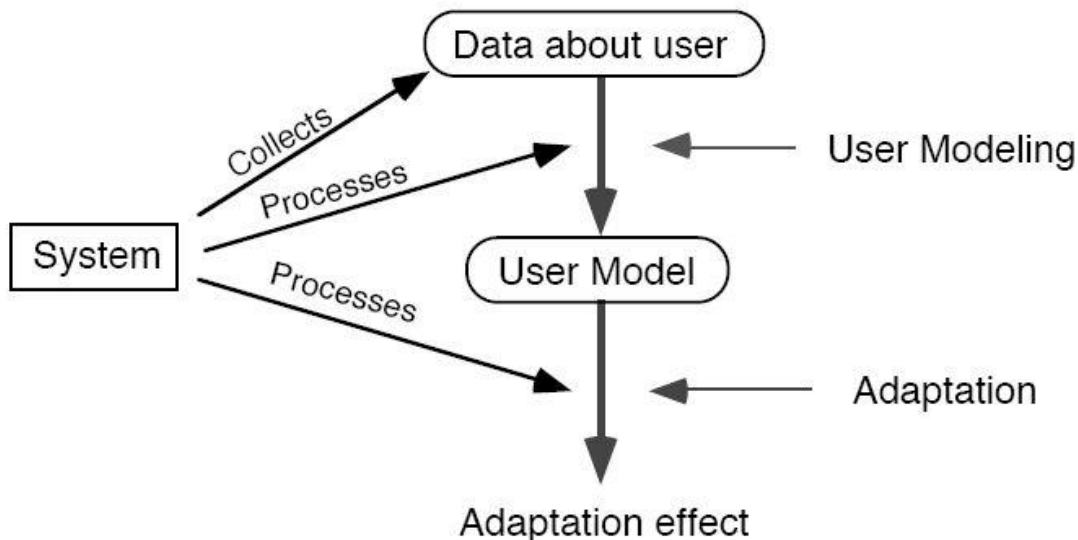 Data about user
Collects
Processes
User Modeling
System
User Model
Processes
Adaptation
Adaptation effect